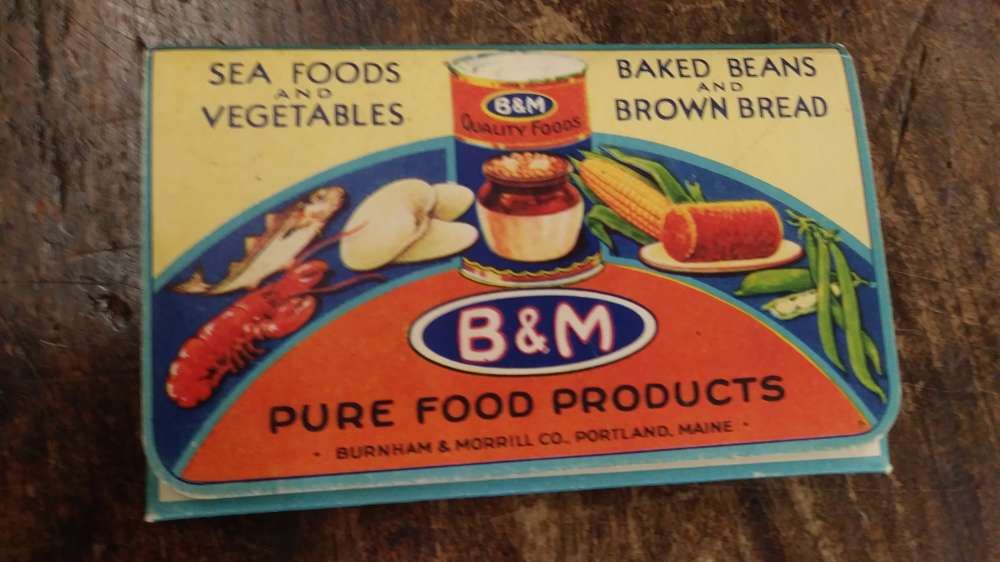 SEA FOODS
AND
VEGETABLES
B&M
QUALITY FOODS
BAKED BEANS
AND
BROWN BREAD
B&M
PURE FOOD PRODUCTS
• BURNHAM & MORRILL CO., PORTLAND, MAINE •